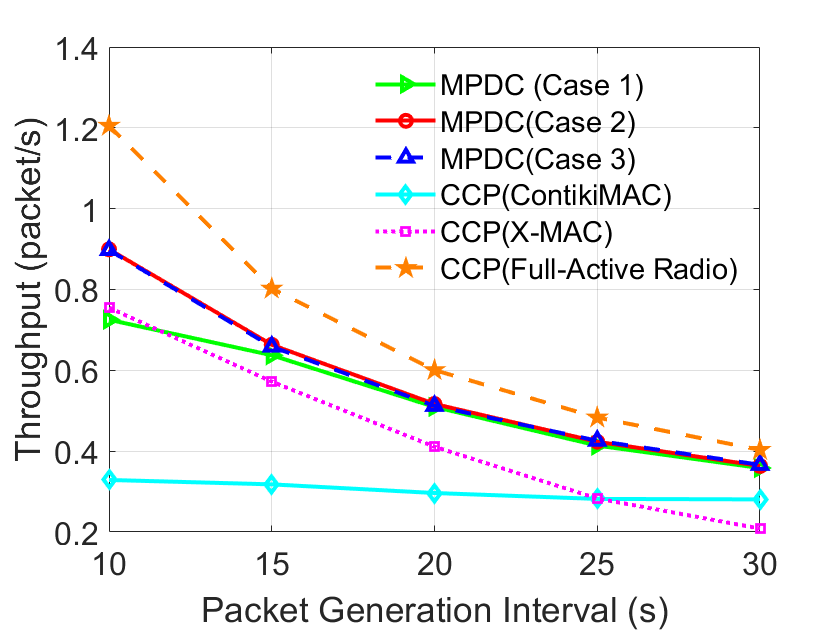 1.4
1.2
1
0.8
0.6
0.4
0.2
Throughput (packet/s)
MPDC (Case 1)
MPDC(Case 2)
MPDC(Case 3)
CCP(ContikiMAC)
CCP(X-MAC)
CCP(Full-Active Radio)
10 15 20 25 30
Packet Generation Interval (s)